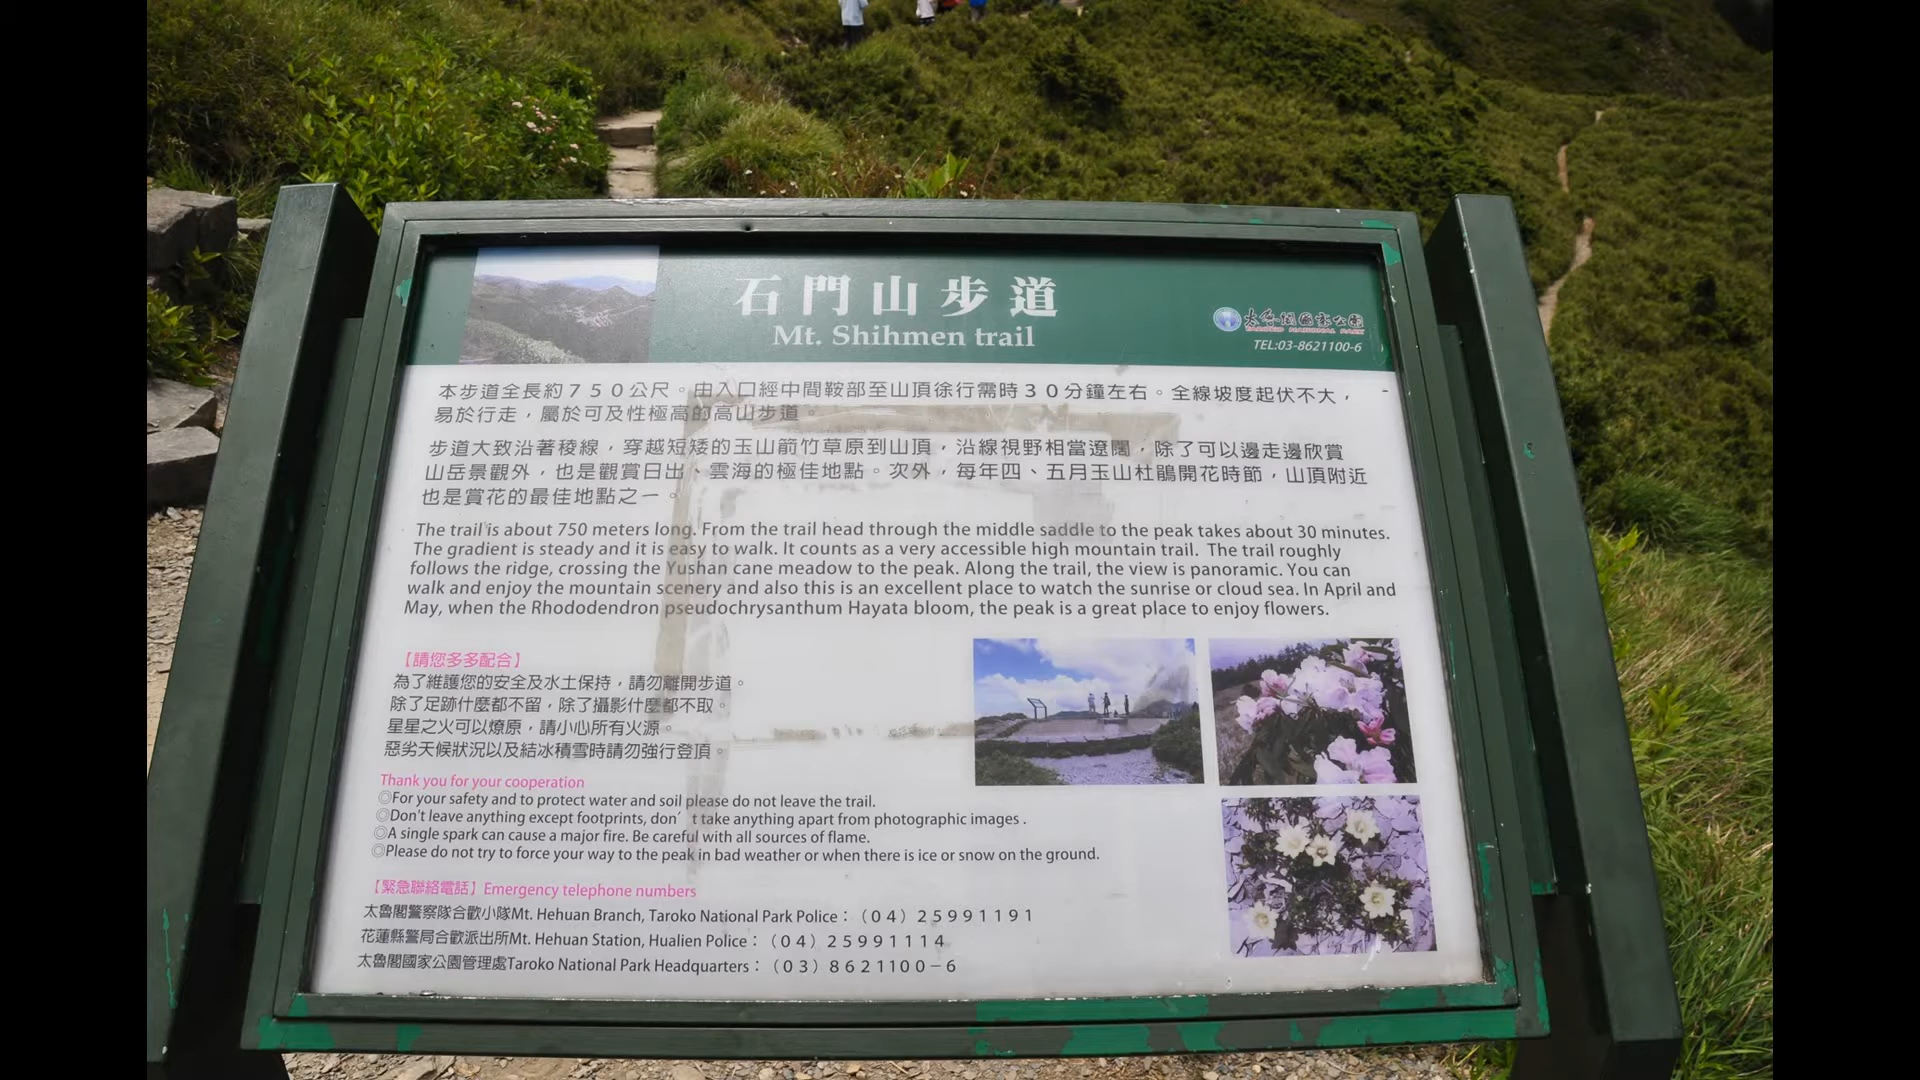 石門山步道
Mt. Shihmen trail
太魯閣國家公園
TAROKO NATIONAL PARK
TEL:03-8621100-6
本步道全長約750公尺。由入口經中間鞍部至山頂徐行需時30分鐘左右。全線坡度起伏不大，
易於行走，屬於可及性極高的高山步道。
步道大致沿著稜線，穿越短矮的玉山箭竹草原到山頂，沿線視野相當遼闊，除了可以邊走邊欣賞
山岳景觀外，也是觀賞日出、雲海的極佳地點。次外，每年四、五月玉山杜鵑開花時節，山頂附近
也是賞花的最佳地點之一。
The trail is about 750 meters long. From the trail head through the middle saddle to the peak takes about 30 minutes.
The gradient is steady and it is easy to walk. It counts as a very accessible high mountain trail. The trail roughly
follows the ridge, crossing the Yushan cane meadow to the peak. Along the trail, the view is panoramic. You can
walk and enjoy the mountain scenery and also this is an excellent place to watch the sunrise or cloud sea. In April and
May, when the Rhododendron pseudochrysanthum Hayata bloom, the peak is a great place to enjoy flowers.
【請您多多配合】
為了維護您的安全及水土保持，請勿離開步道。
除了足跡什麼都不留，除了攝影什麼都不取。
星星之火可以燎原，請小心所有火源。
惡劣天候狀況以及結冰積雪時請勿強行登頂。
Thank you for your cooperation
◎For your safety and to protect water and soil please do not leave the trail.
◎Don't leave anything except footprints, don’t take anything apart from photographic images .
◎A single spark can cause a major fire. Be careful with all sources of flame.
◎Please do not try to force your way to the peak in bad weather or when there is ice or snow on the ground.
【緊急聯絡電話】Emergency telephone numbers
太魯閣警察隊合歡小隊Mt. Hehuan Branch, Taroko National Park Police：（04）25991191
花蓮縣警局合歡派出所Mt. Hehuan Station, Hualien Police：（04）25991114
太魯閣國家公園管理處Taroko National Park Headquarters：（03）8621100－6